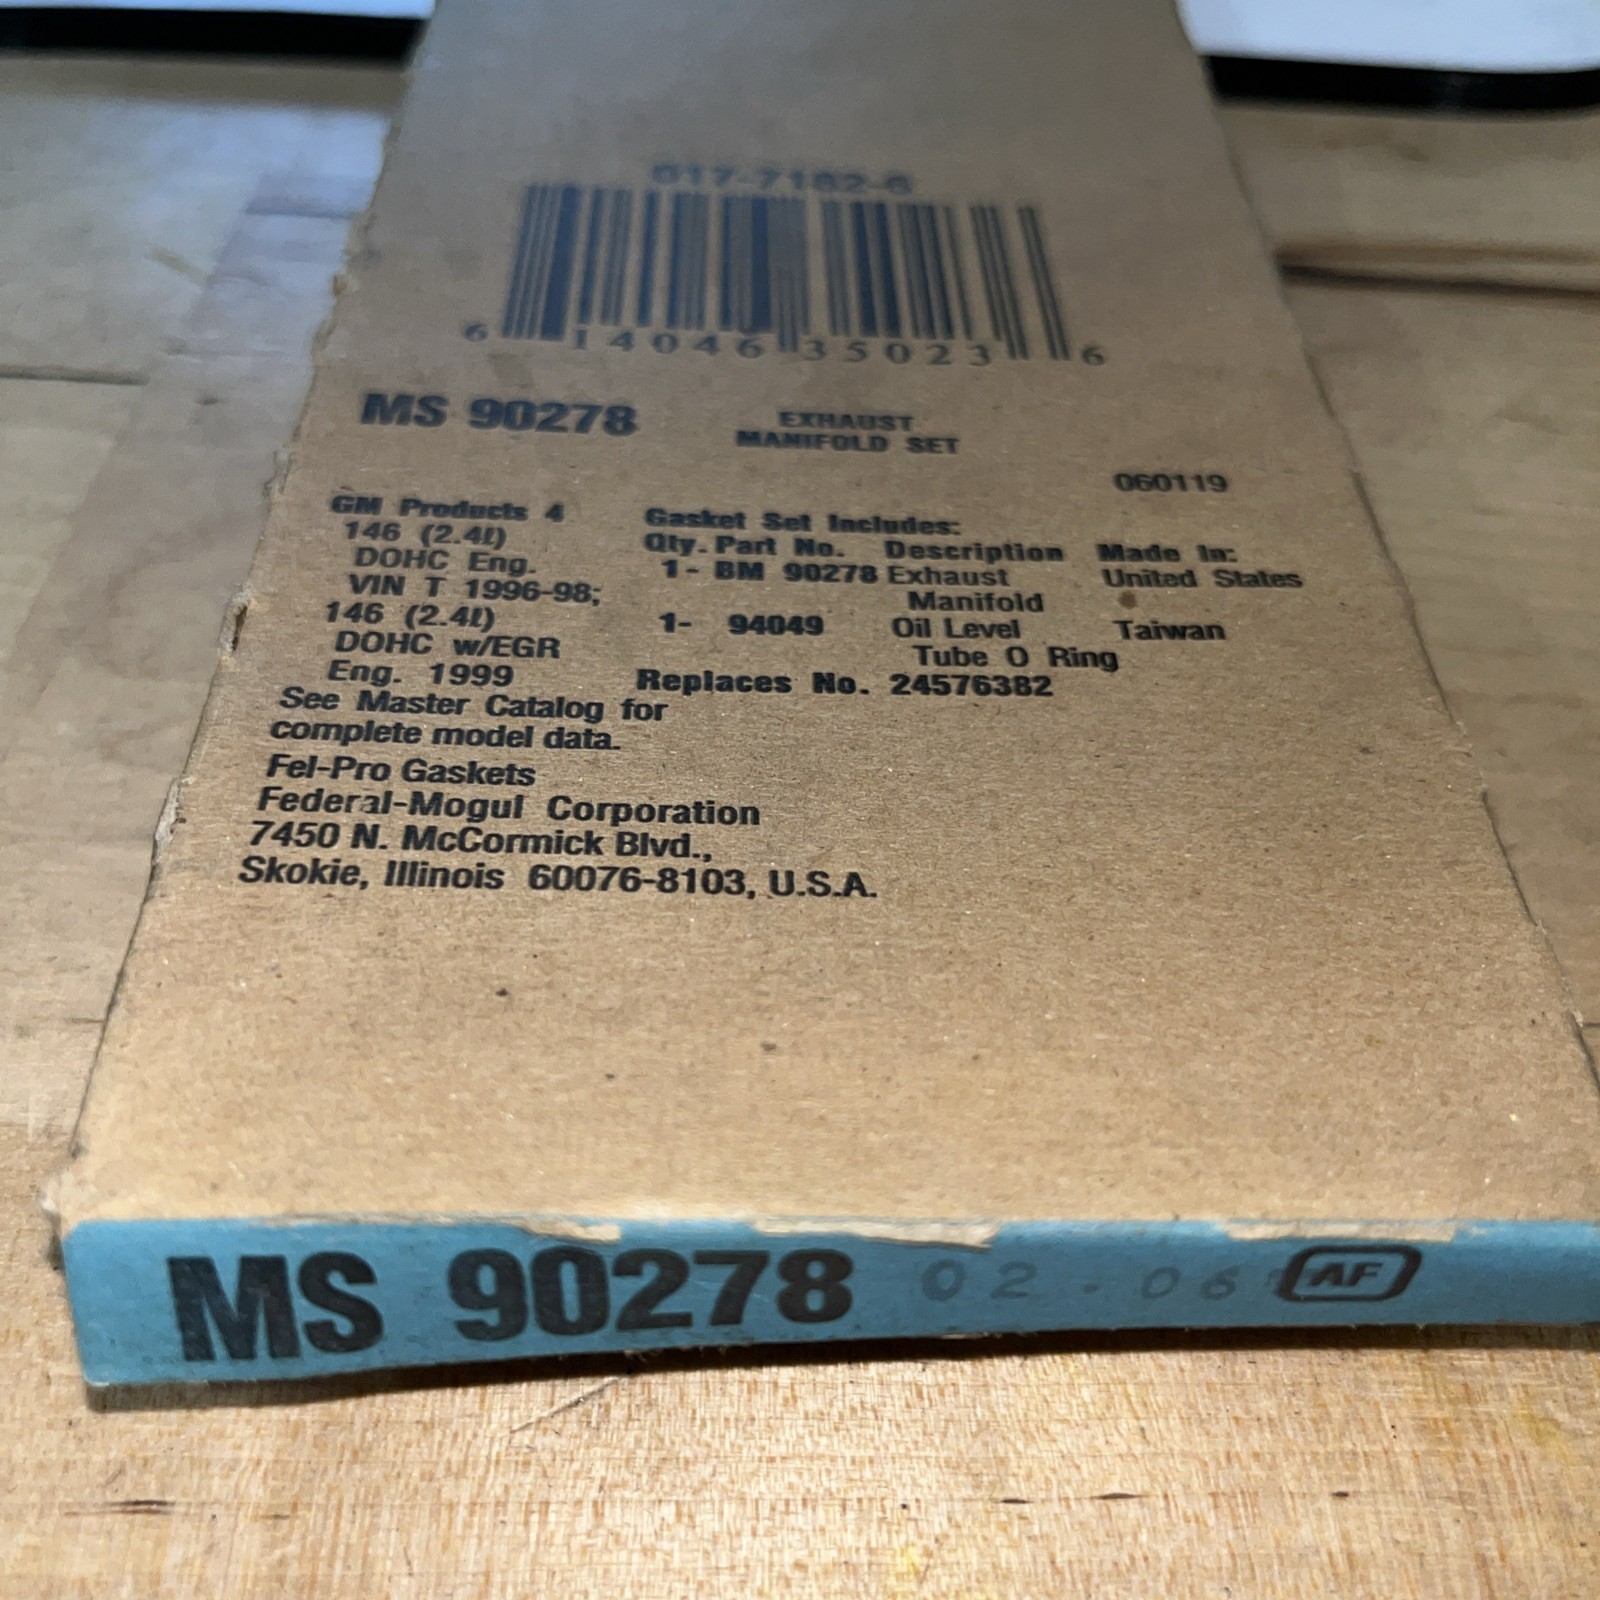 017-7182-6
6 14046 35023 6
MS 90278
EXHAUST
MANIFOLD SET
060119
GM Products 4
146 (2.4ℓ)
DOHC Eng.
VIN T 1996-98;
146 (2.4ℓ)
DOHC w/EGR
Eng. 1999
See Master Catalog for
complete model data.
Gasket Set Includes:
Qty. Part No. Description Made In:
1- BM 90278 Exhaust United States
Manifold
1- 94049 Oil Level Taiwan
Tube O Ring
Replaces No. 24576382
Fel-Pro Gaskets
Federal-Mogul Corporation
7450 N. McCormick Blvd.,
Skokie, Illinois 60076-8103, U.S.A.
MS 90278 02.06 AF